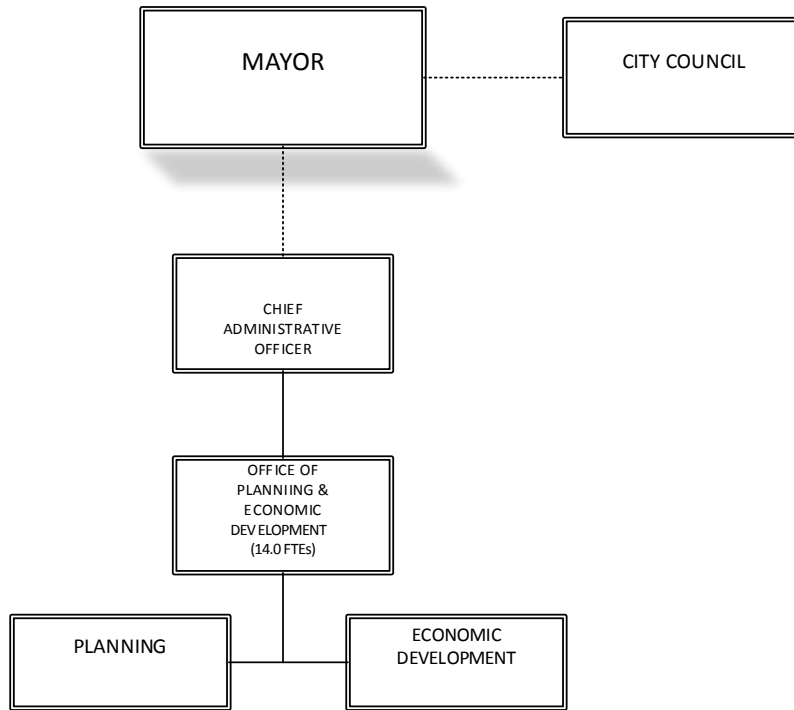 MAYOR
CITY COUNCIL
CHIEF
ADMINISTRATIVE
OFFICER
OFFICE OF
PLANNIING &
ECONOMIC
DEVELOPMENT
(14.0 FTEs)
PLANNING
ECONOMIC
DEVELOPMENT